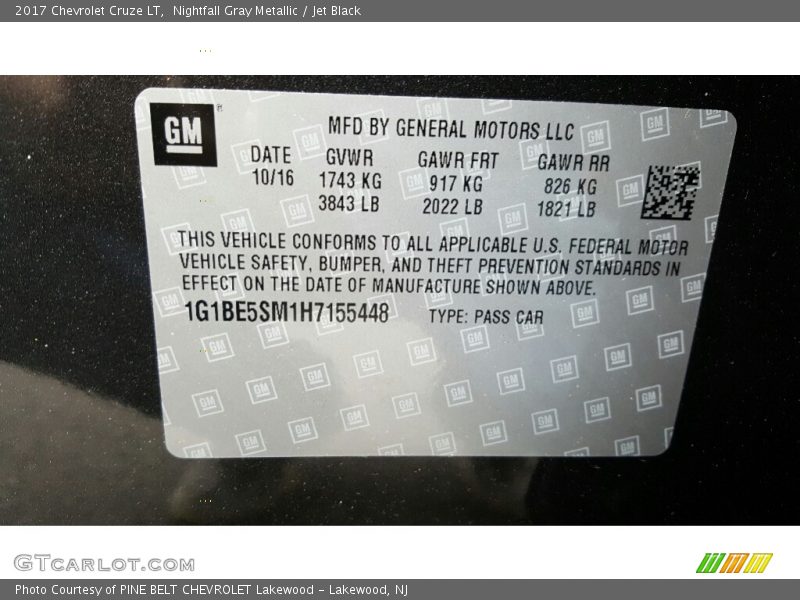 2017 Chevrolet Cruze LT, Nightfall Gray Metallic / Jet Black
GM
MFD BY GENERAL MOTORS LLC
DATE GVWR GAWR FRT GAWR RR
10/16 1743 KG 917 KG 826 KG
3843 LB 2022 LB 1821 LB
THIS VEHICLE CONFORMS TO ALL APPLICABLE U.S. FEDERAL MOTOR
VEHICLE SAFETY, BUMPER, AND THEFT PREVENTION STANDARDS IN
EFFECT ON THE DATE OF MANUFACTURE SHOWN ABOVE.
1G1BE5SM1H7155448 TYPE: PASS CAR
GTCARLOT.COM
Photo Courtesy of PINE BELT CHEVROLET Lakewood - Lakewood, NJ